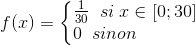 f(x) = { 1/30 si x ∈ [0; 30]
0 sinon